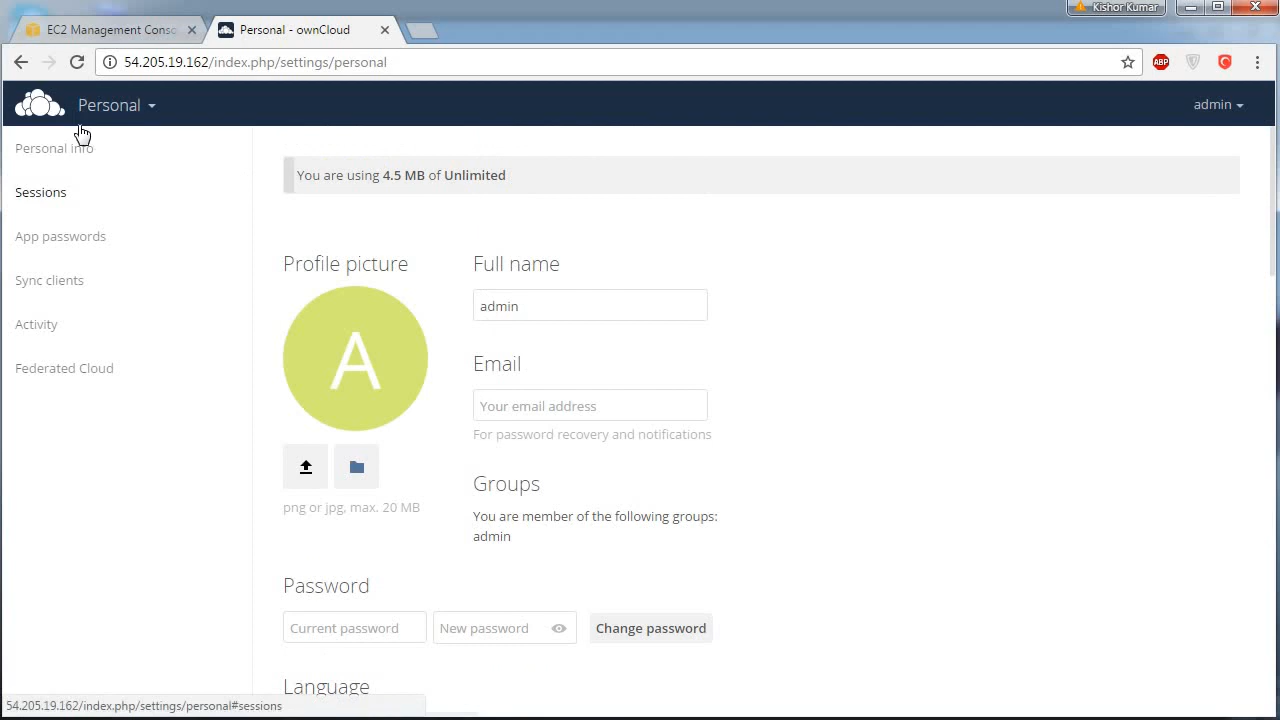 Kishor Kumar
EC2 Management Conso
Personal - ownCloud
54.205.19.162/index.php/settings/personal
ABP
Personal
admin
Personal info
Sessions
App passwords
Sync clients
Activity
Federated Cloud
You are using 4.5 MB of Unlimited
Profile picture
A
png or jpg, max. 20 MB
Full name
admin
Email
Your email address
For password recovery and notifications
Groups
You are member of the following groups:
admin
Password
Current password
New password
Change password
Language
54.205.19.162/index.php/settings/personal#sessions